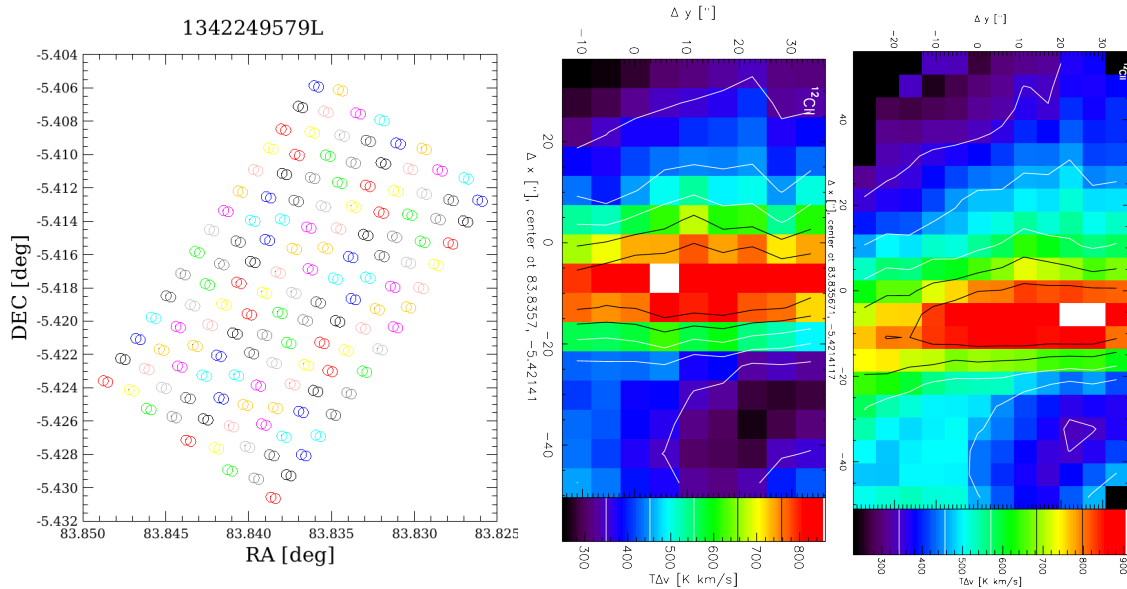 1342249579L
DEC [deg]
-5.404
-5.406
-5.408
-5.410
-5.412
-5.414
-5.416
-5.418
-5.420
-5.422
-5.424
-5.426
-5.428
-5.430
-5.432
83.850 83.845 83.840 83.835 83.830 83.825
RA [deg]
Δ y ["]
-10 0 10 20 30
¹²CII
20
0
-20
-40
Δ x ["], center at 83.8357, -5.42141
300 400 500 600 700 800
TΔv [K km/s]
Δ y ["]
-20 -10 0 10 20 30
¹²CII
40
20
0
-20
-40
Δ x ["], center at 83.835671, -5.4214117
300 400 500 600 700 800 900
TΔv [K km/s]